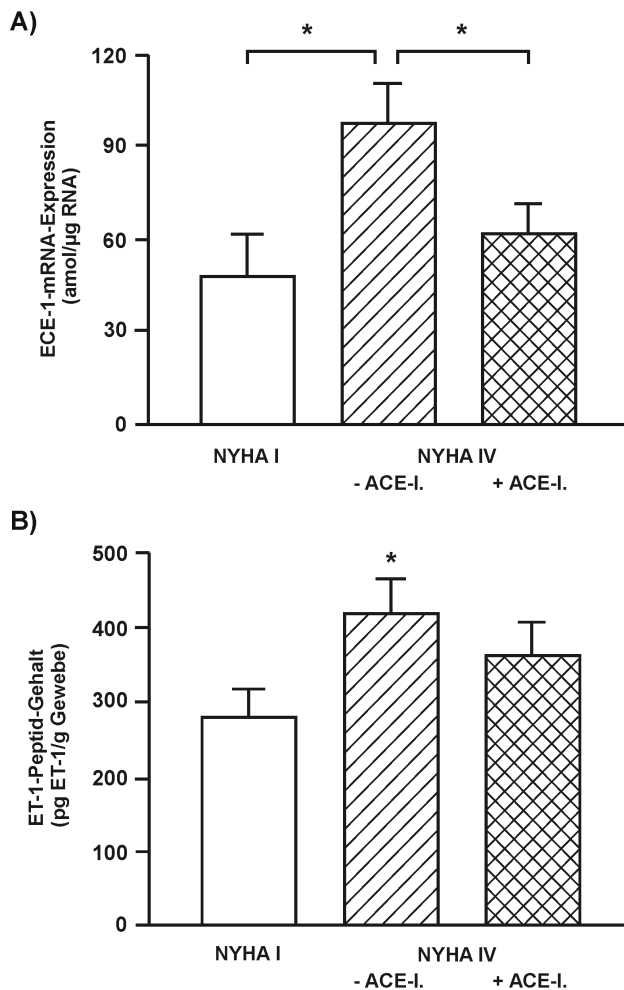 A)
* *
120
90
60
30
0
ECE-1-mRNA-Expression
(amol/µg RNA)
NYHA I NYHA IV
- ACE-I. + ACE-I.
B)
*
500
400
300
200
100
0
ET-1-Peptid-Gehalt
(pg ET-1/g Gewebe)
NYHA I NYHA IV
- ACE-I. + ACE-I.